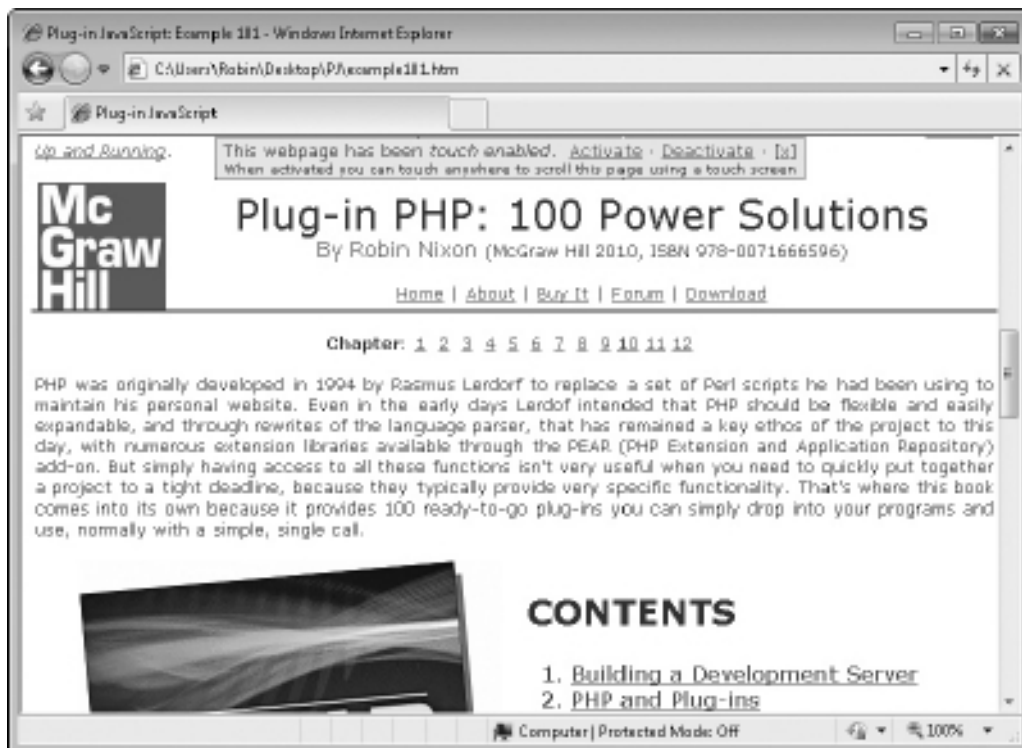 Plug-in JavaScript: Example 181 - Windows Internet Explorer
C:\Users\Robin\Desktop\PJ\example181.htm
Plug-in JavaScript
Up and Running.
This webpage has been touch enabled. Activate · Deactivate · [x]
When activated you can touch anywhere to scroll this page using a touch screen
Mc
Graw
Hill
Plug-in PHP: 100 Power Solutions
By Robin Nixon (McGraw Hill 2010, ISBN 978-0071666596)
Home | About | Buy It | Forum | Download
Chapter: 1 2 3 4 5 6 7 8 9 10 11 12
PHP was originally developed in 1994 by Rasmus Lerdorf to replace a set of Perl scripts he had been using to
maintain his personal website. Even in the early days Lerdof intended that PHP should be flexible and easily
expandable, and through rewrites of the language parser, that has remained a key ethos of the project to this
day, with numerous extension libraries available through the PEAR (PHP Extension and Application Repository)
add-on. But simply having access to all these functions isn't very useful when you need to quickly put together
a project to a tight deadline, because they typically provide very specific functionality. That's where this book
comes into its own because it provides 100 ready-to-go plug-ins you can simply drop into your programs and
use, normally with a simple, single call.
CONTENTS
1. Building a Development Server
2. PHP and Plug-ins
Computer | Protected Mode: Off
100%